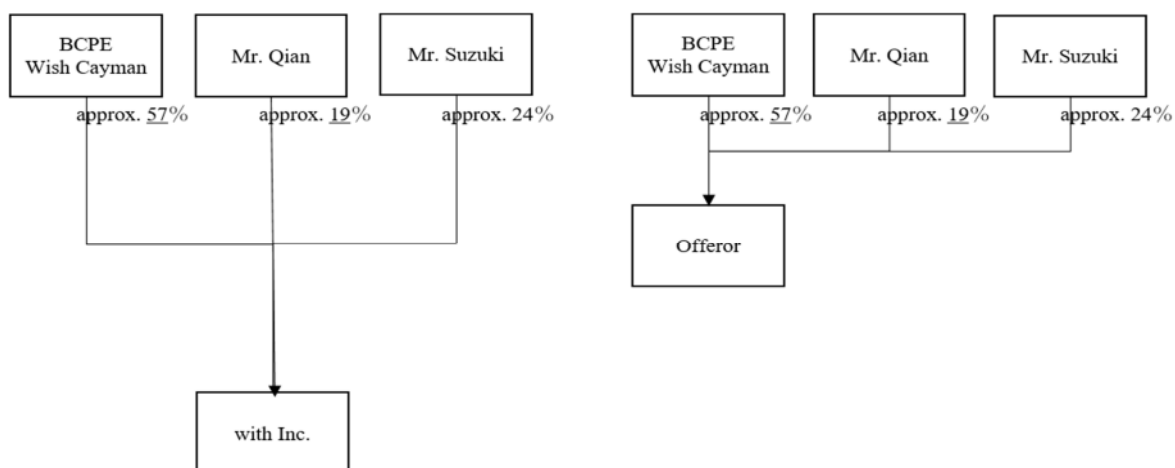 BCPE
Wish Cayman
Mr. Qian
Mr. Suzuki
approx. 57%
approx. 19%
approx. 24%
with Inc.
BCPE
Wish Cayman
Mr. Qian
Mr. Suzuki
approx. 57%
approx. 19%
approx. 24%
Offeror